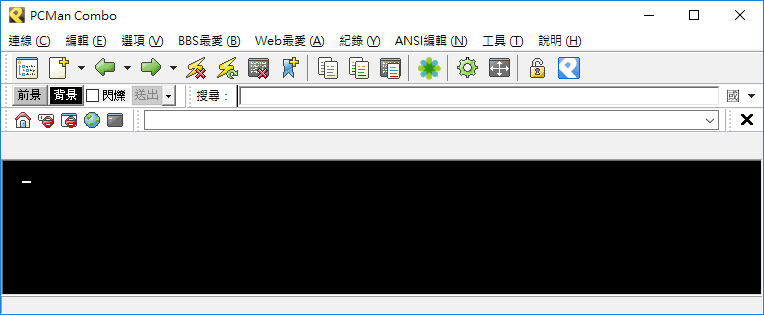 PCMan Combo
連線 (C) 編輯 (E) 選項 (V) BBS最愛 (B) Web最愛 (A) 紀錄 (Y) ANSI編輯 (N) 工具 (T) 說明 (H)
前景 背景 閃爍 送出 搜尋： 國